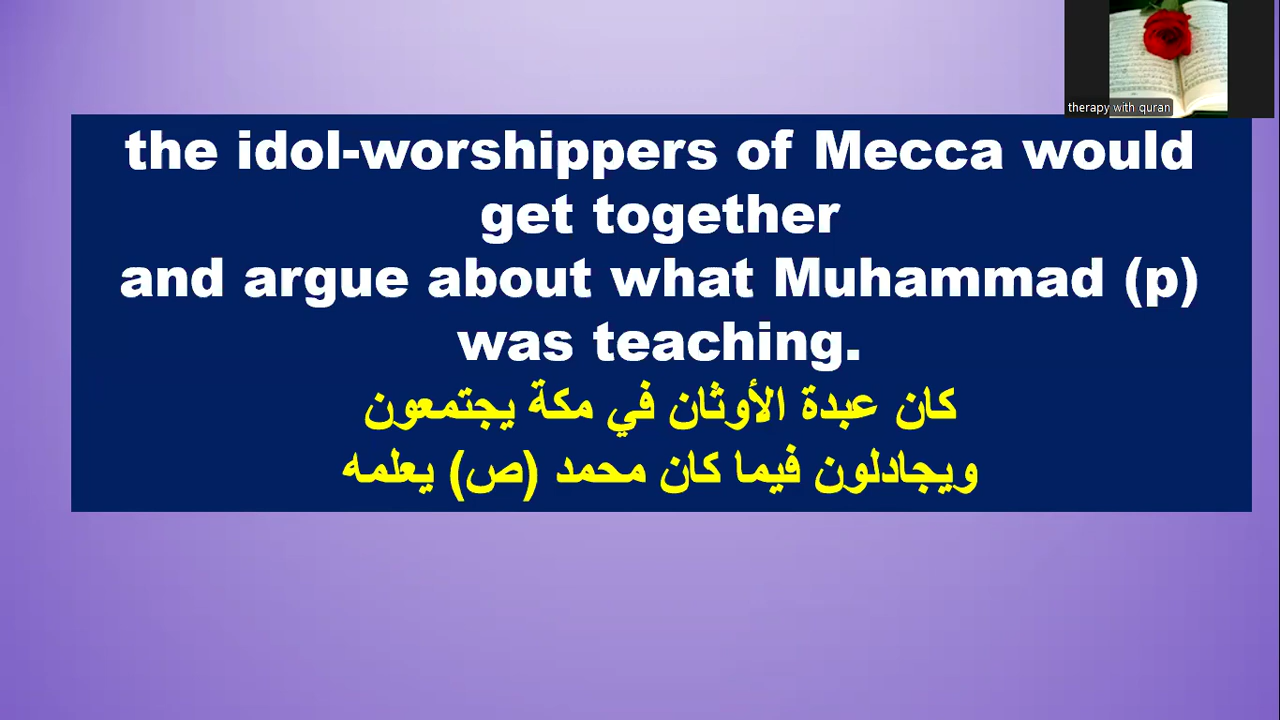 therapy with quran
the idol-worshippers of Mecca would
get together
and argue about what Muhammad (p)
was teaching.
كان عبدة الأوثان في مكة يجتمعون
ويجادلون فيما كان محمد (ص) يعلمه